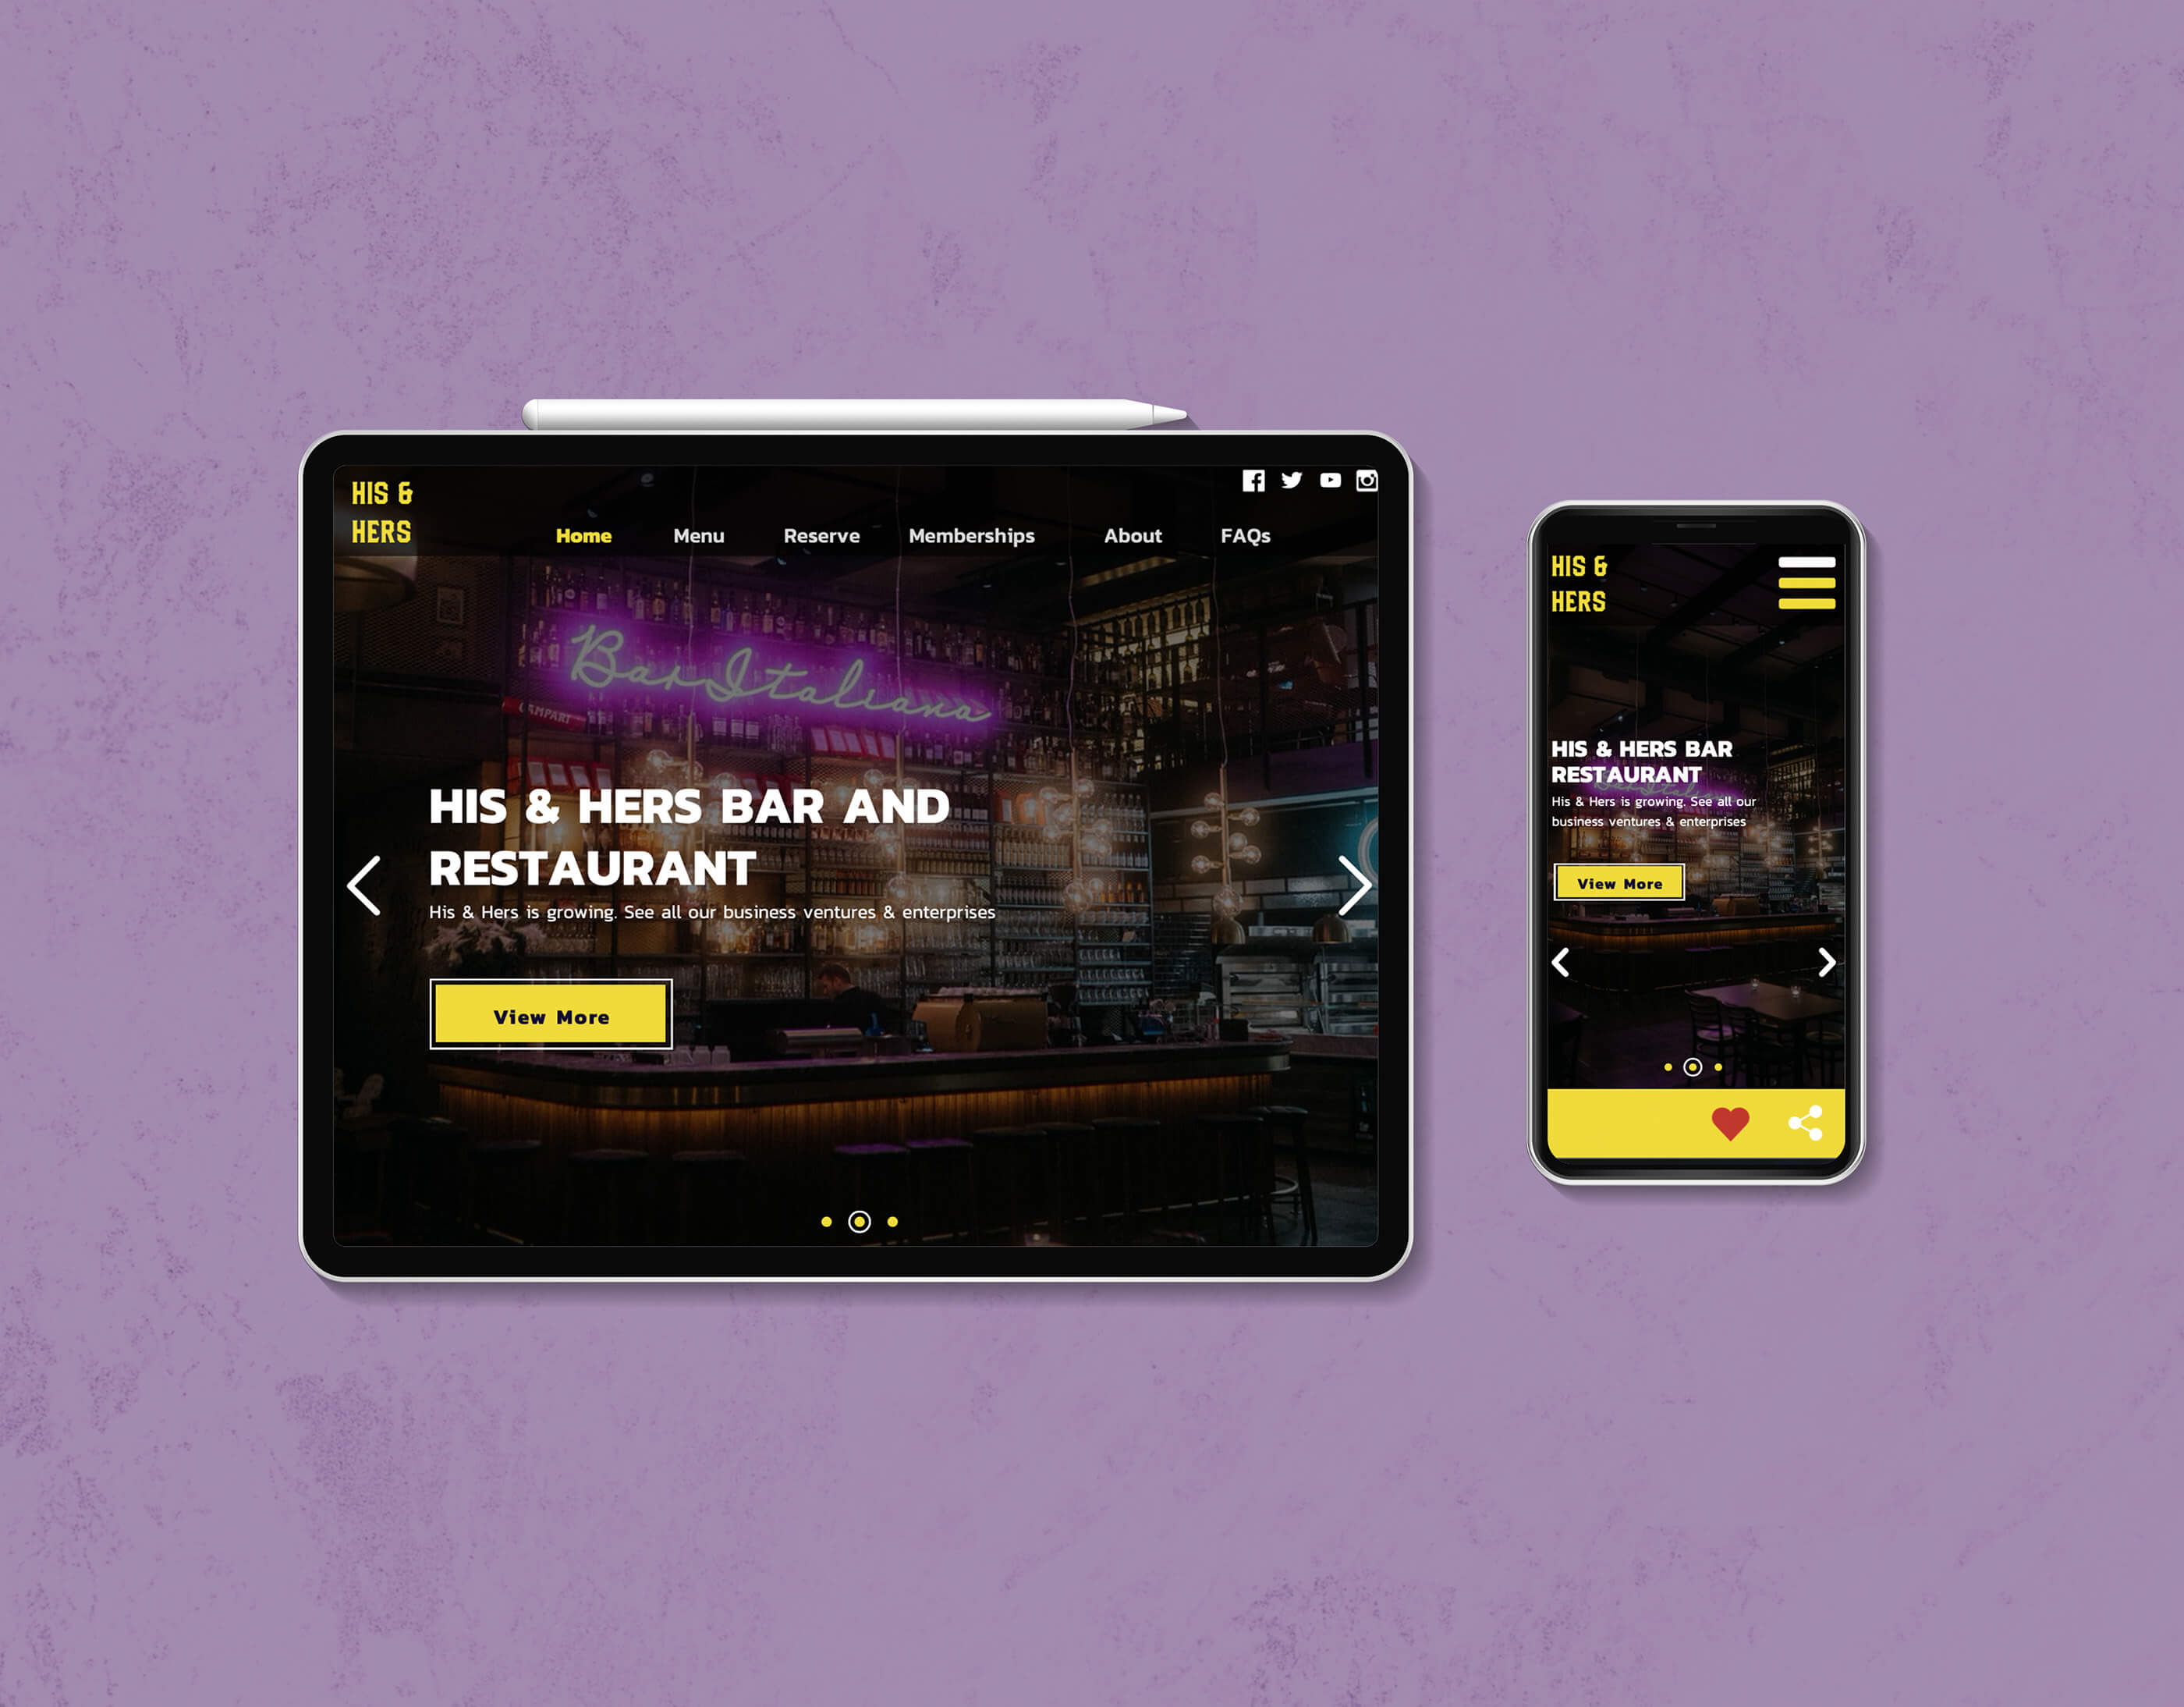 HIS &
HERS
Home Menu Reserve Memberships About FAQs
Bar Italiana
CAMPARI
HIS & HERS BAR AND
RESTAURANT
His & Hers is growing. See all our business ventures & enterprises
View More
HIS &
HERS
HIS & HERS BAR
RESTAURANT
Bar Italiana
His & Hers is growing. See all our
business ventures & enterprises
View More